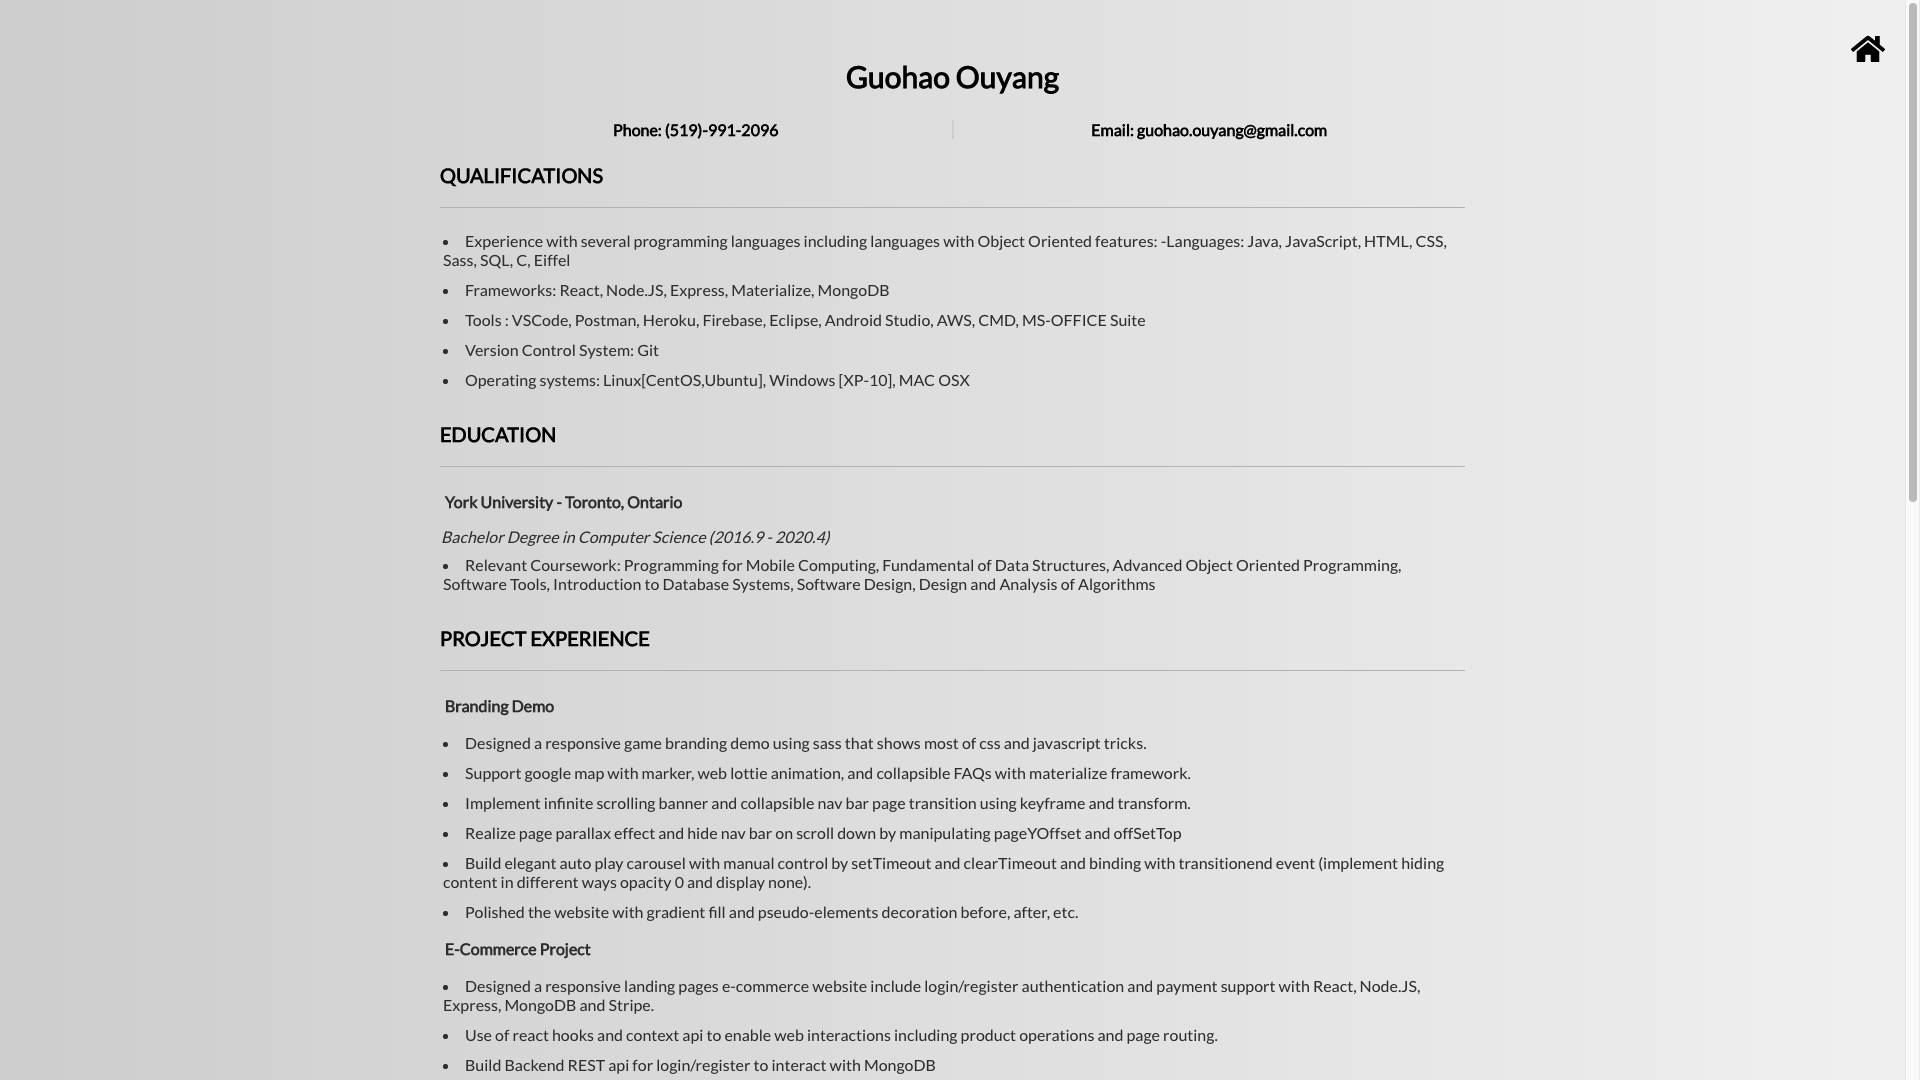 Guohao Ouyang
Phone: (519)-991-2096
Email: guohao.ouyang@gmail.com
QUALIFICATIONS
• Experience with several programming languages including languages with Object Oriented features: -Languages: Java, JavaScript, HTML, CSS,
Sass, SQL, C, Eiffel
• Frameworks: React, Node.JS, Express, Materialize, MongoDB
• Tools : VSCode, Postman, Heroku, Firebase, Eclipse, Android Studio, AWS, CMD, MS-OFFICE Suite
• Version Control System: Git
• Operating systems: Linux[CentOS,Ubuntu], Windows [XP-10], MAC OSX
EDUCATION
York University - Toronto, Ontario
Bachelor Degree in Computer Science (2016.9 - 2020.4)
• Relevant Coursework: Programming for Mobile Computing, Fundamental of Data Structures, Advanced Object Oriented Programming,
Software Tools, Introduction to Database Systems, Software Design, Design and Analysis of Algorithms
PROJECT EXPERIENCE
Branding Demo
• Designed a responsive game branding demo using sass that shows most of css and javascript tricks.
• Support google map with marker, web lottie animation, and collapsible FAQs with materialize framework.
• Implement infinite scrolling banner and collapsible nav bar page transition using keyframe and transform.
• Realize page parallax effect and hide nav bar on scroll down by manipulating pageYOffset and offSetTop
• Build elegant auto play carousel with manual control by setTimeout and clearTimeout and binding with transitionend event (implement hiding
content in different ways opacity 0 and display none).
• Polished the website with gradient fill and pseudo-elements decoration before, after, etc.
E-Commerce Project
• Designed a responsive landing pages e-commerce website include login/register authentication and payment support with React, Node.JS,
Express, MongoDB and Stripe.
• Use of react hooks and context api to enable web interactions including product operations and page routing.
• Build Backend REST api for login/register to interact with MongoDB